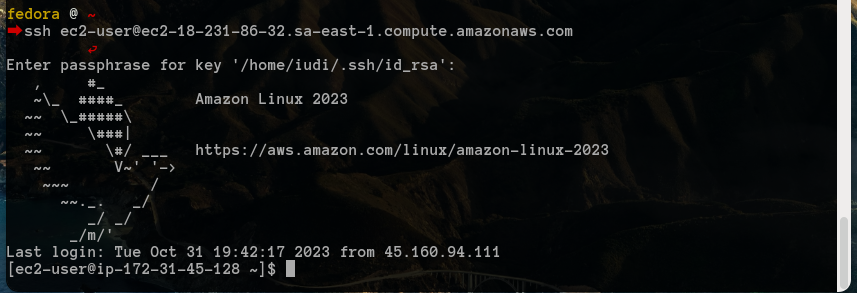 fedora @ ~
➡ssh ec2-user@ec2-18-231-86-32.sa-east-1.compute.amazonaws.com
Enter passphrase for key '/home/iudi/.ssh/id_rsa':
   ,     #_
   ~\_  ####_        Amazon Linux 2023
  ~~  \_#####\
  ~~     \###|
  ~~       \#/ ___   https://aws.amazon.com/linux/amazon-linux-2023
   ~~       V~' '->
    ~~~         /
      ~~._.   _/
         _/ _/
       _/m/'
Last login: Tue Oct 31 19:42:17 2023 from 45.160.94.111
[ec2-user@ip-172-31-45-128 ~]$